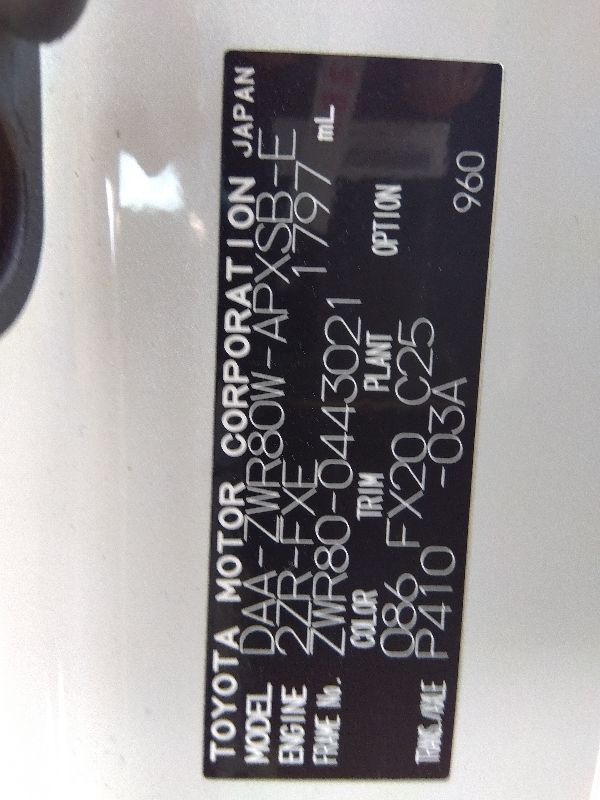 TOYOTA MOTOR CORPORATION JAPAN
MODEL DAA-ZWR80W-APXSB-E
ENGINE 2ZR-FXE 1797 mL
FRAME No. ZWR80-0443021
COLOR TRIM PLANT OPTION
086 FX20 C25
TRANS./AXLE P410 -03A 960